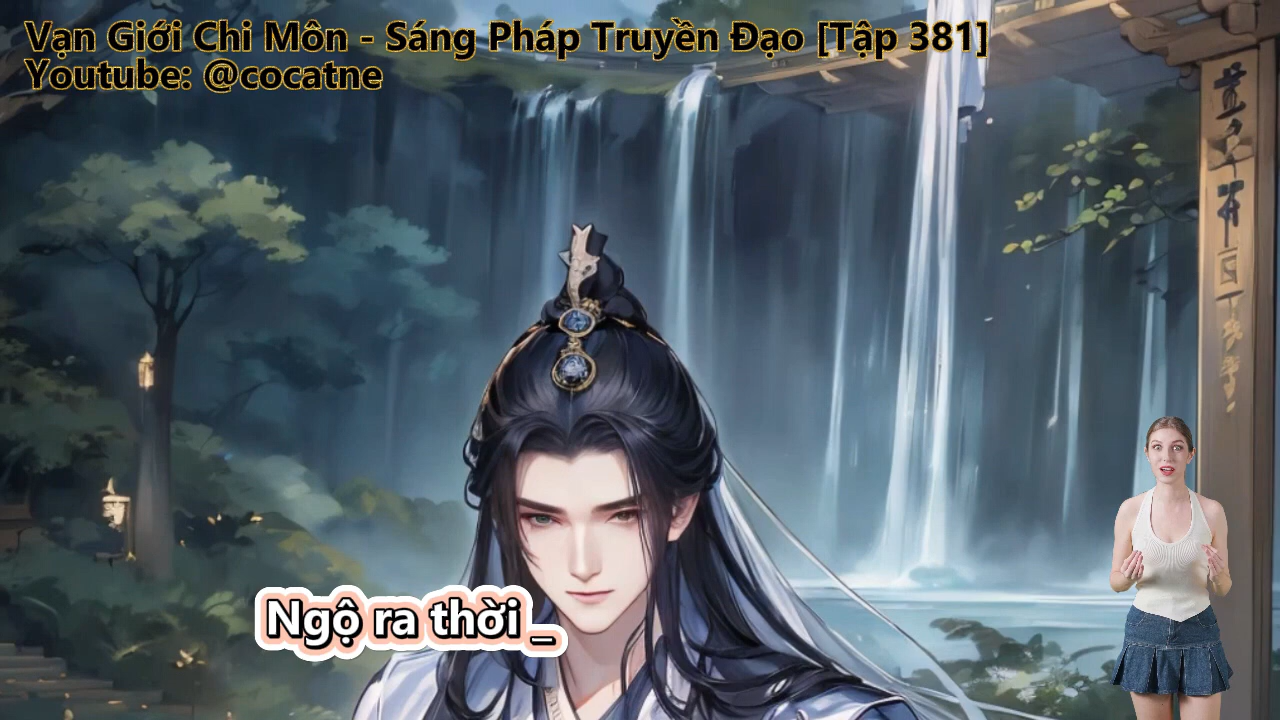 Vạn Giới Chi Môn - Sáng Pháp Truyền Đạo [Tập 381]
Youtube: @cocatne
Ngộ ra thời _